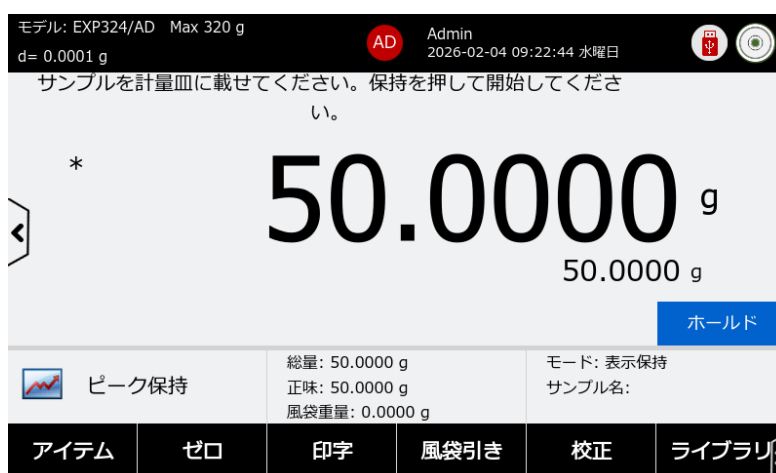 モデル: EXP324/AD Max 320 g
d= 0.0001 g
AD
Admin
2026-02-04 09:22:44 水曜日
サンプルを計量皿に載せてください。保持を押して開始してくださ
い。
*
50.0000 g
50.0000 g
ホールド
ピーク保持
総量: 50.0000 g
正味: 50.0000 g
風袋重量: 0.0000 g
モード: 表示保持
サンプル名:
アイテム
ゼロ
印字
風袋引き
校正
ライブラリ